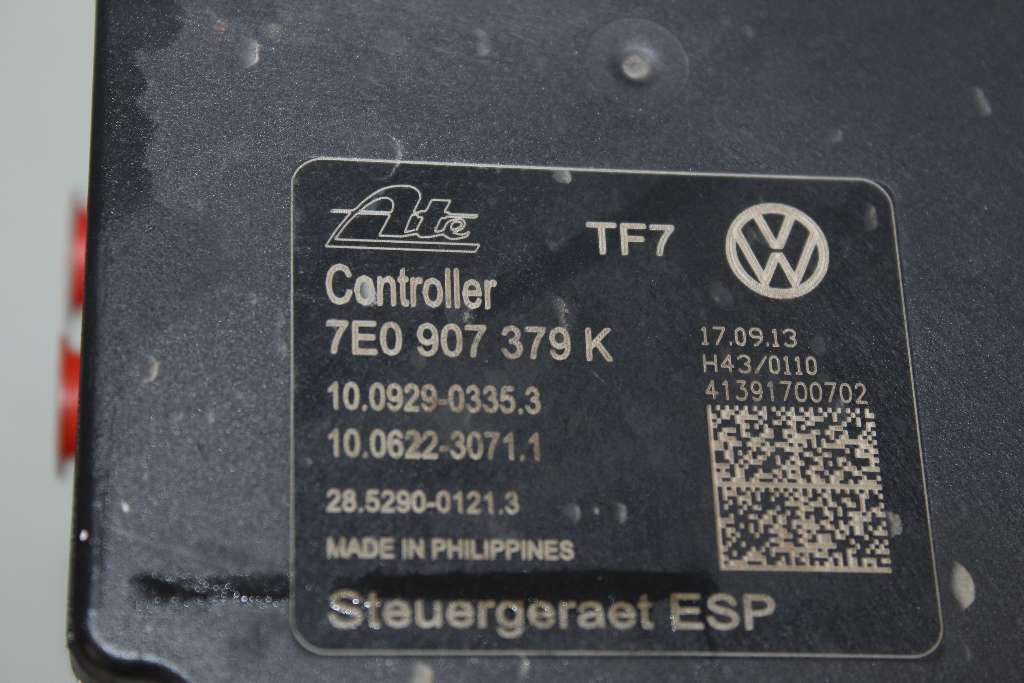 Ate
TF7
VW
Controller
7E0 907 379 K
17.09.13
H43/0110
41391700702
10.0929-0335.3
10.0622-3071.1
28.5290-0121.3
MADE IN PHILIPPINES
Steuergeraet ESP